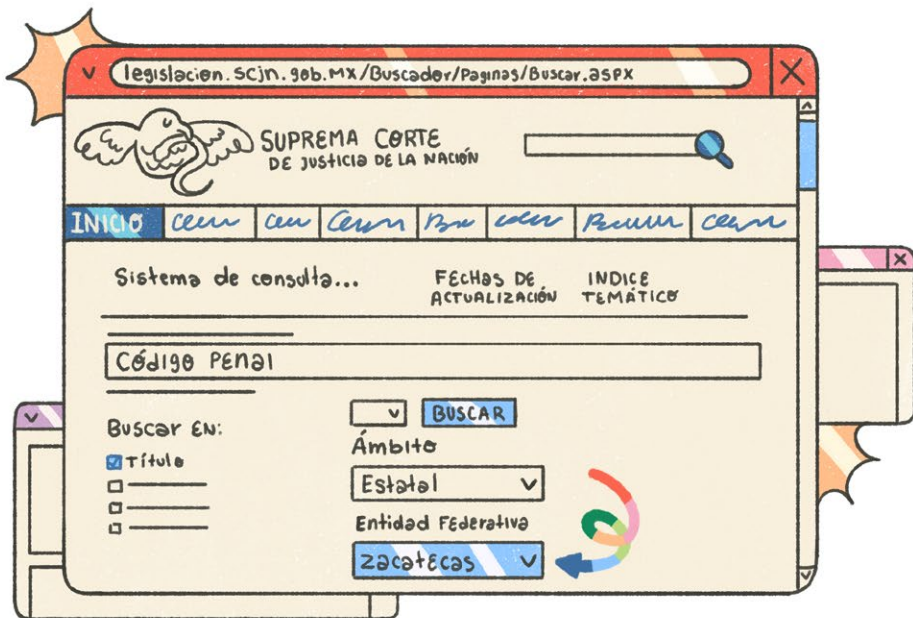 legislacion.scjn.gob.mx/Buscador/Paginas/Buscar.aspx
SUPREMA CORTE
DE JUSTICIA DE LA NACIÓN
INICIO
Sistema de consulta...
FECHAS DE
ACTUALIZACIÓN
INDICE
TEMÁTICO
Código Penal
Buscar en:
Título
BUSCAR
Ámbito
Estatal
Entidad Federativa
Zacatecas